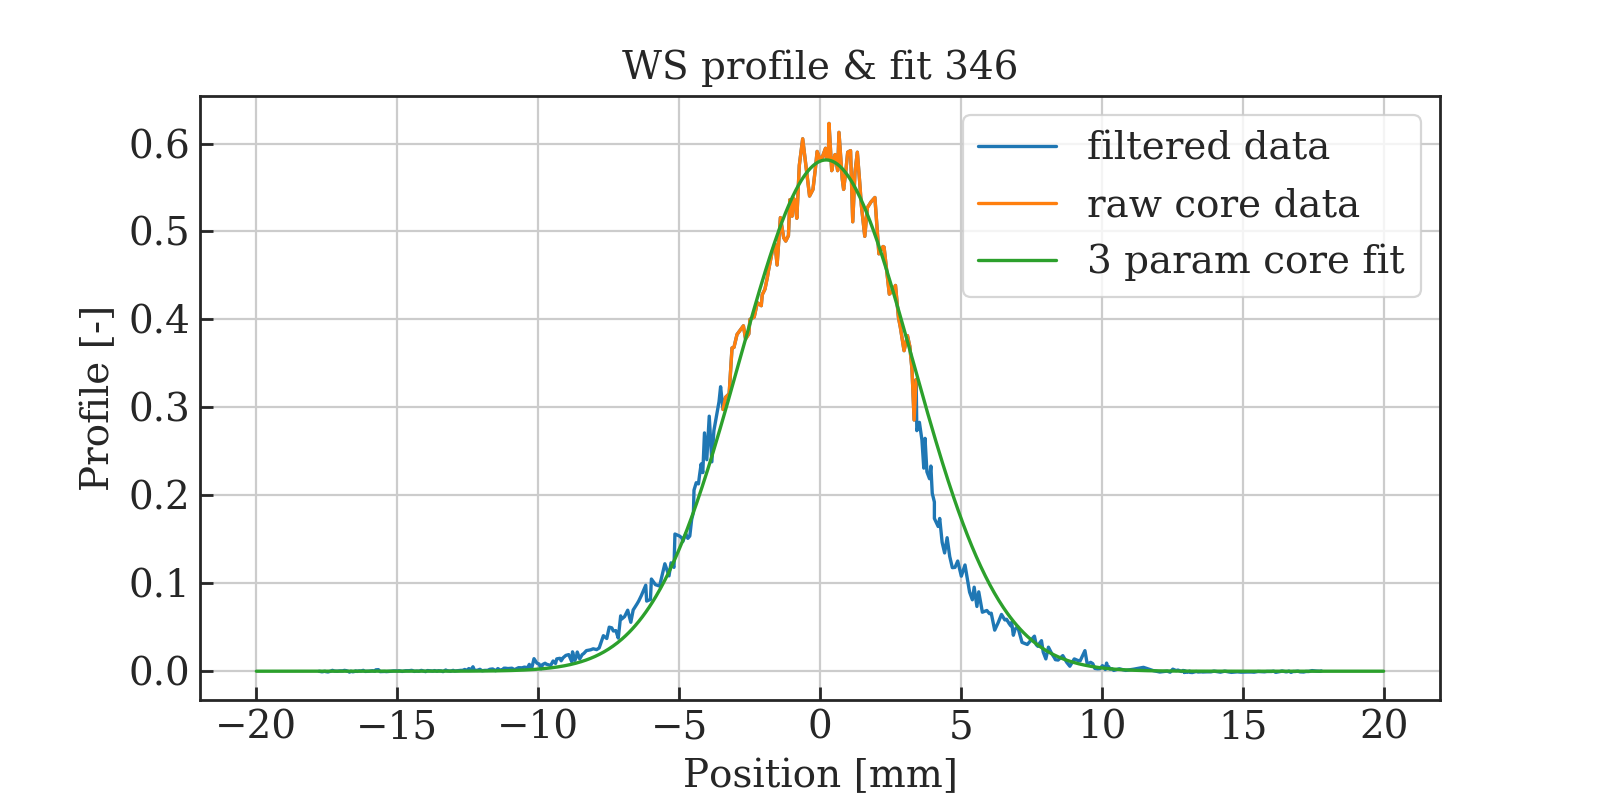 WS profile & fit 346
filtered data
raw core data
3 param core fit
Profile [-]
0.6
0.5
0.4
0.3
0.2
0.1
0.0
−20 −15 −10 −5 0 5 10 15 20
Position [mm]